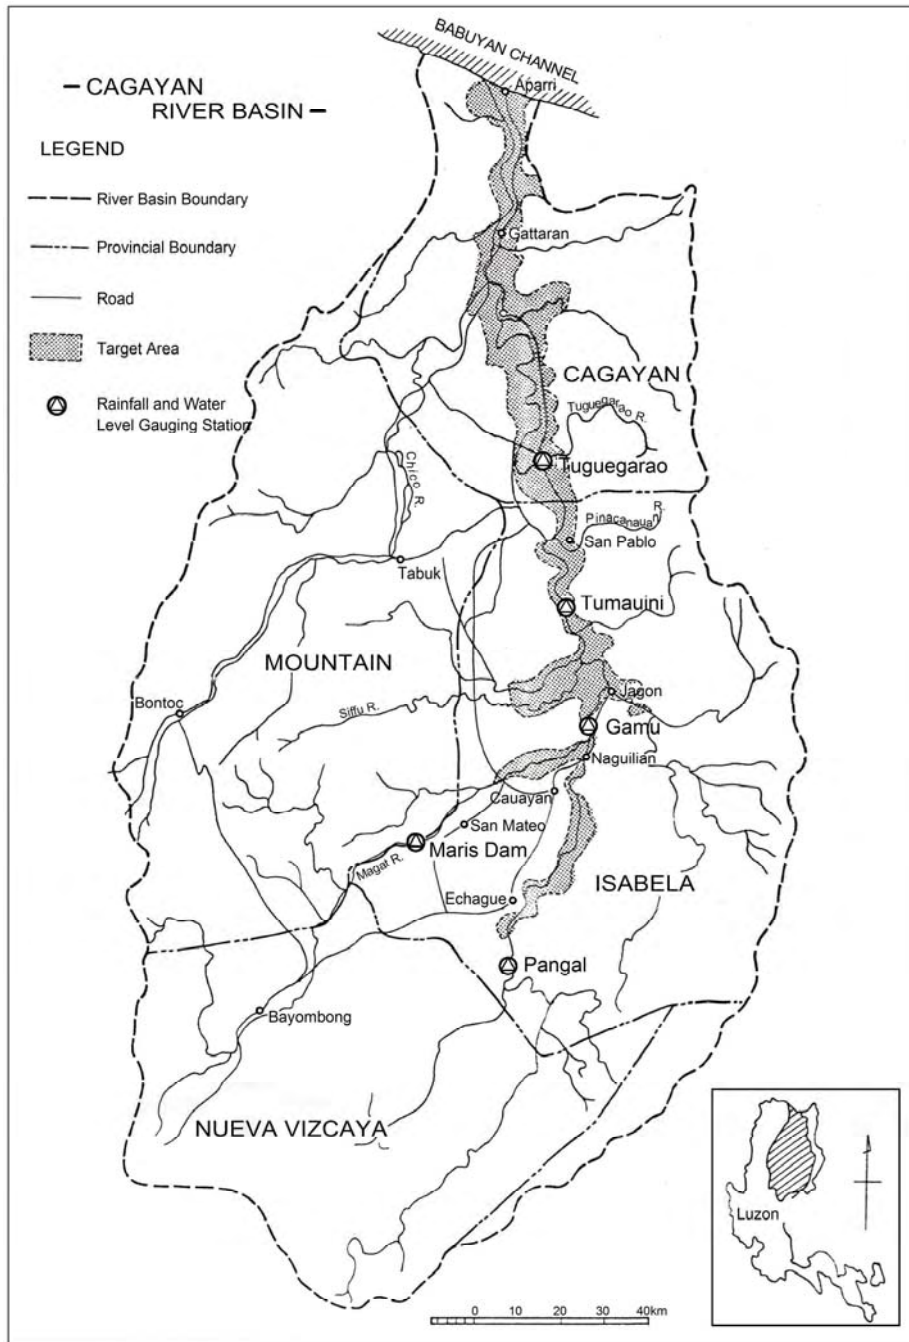 BABUYAN CHANNEL
Aparri
— CAGAYAN
RIVER BASIN —
LEGEND
River Basin Boundary
Provincial Boundary
Road
Target Area
Rainfall and Water
Level Gauging Station
Gattaran
CAGAYAN
Tuguegarao R.
Tuguegarao
Chico R.
Pinacanauan R.
San Pablo
Tabuk
Tumauini
MOUNTAIN
Jagon
Bontoc
Siffu R.
Gamu
Naguilian
Cauayan
San Mateo
Maris Dam
Magat R.
ISABELA
Echague
Pangal
Bayombong
NUEVA VIZCAYA
Luzon
0 10 20 40km